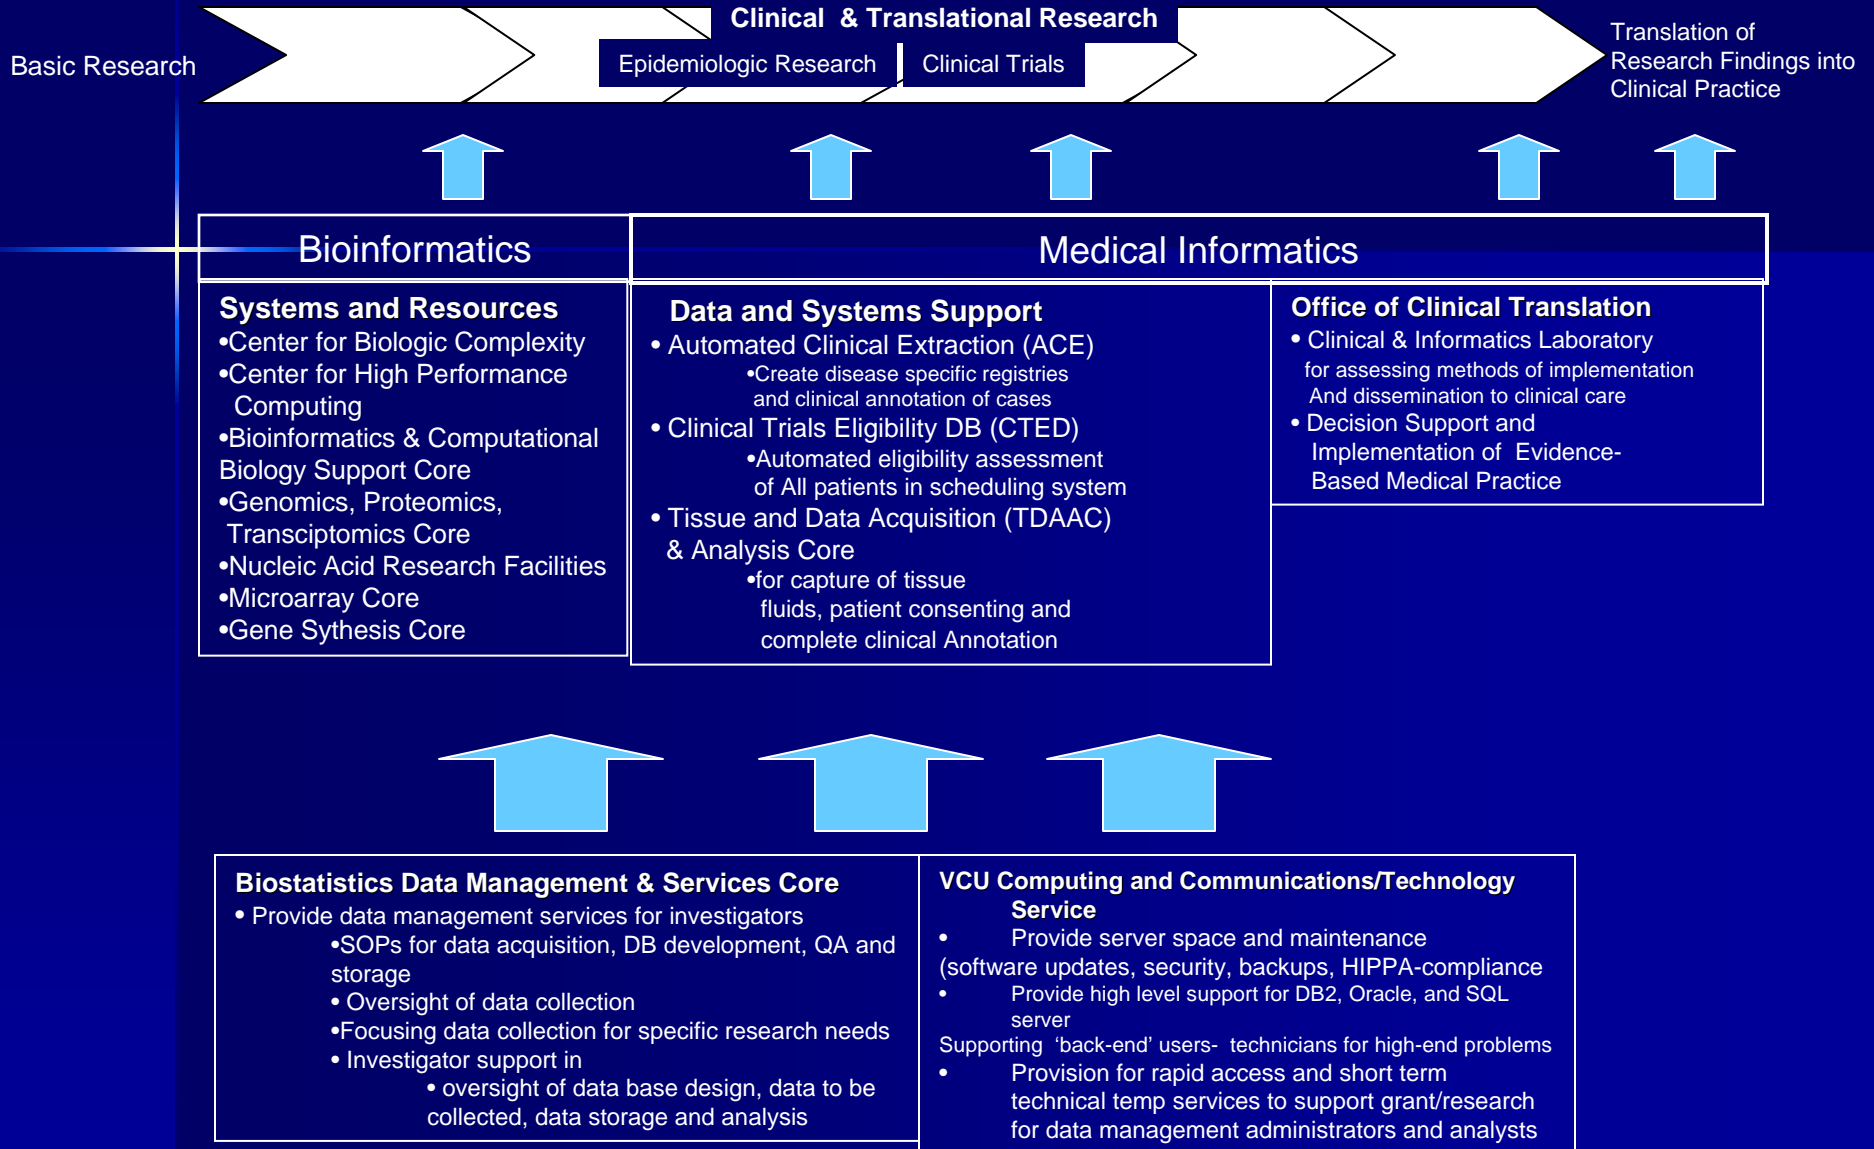 Clinical & Translational Research
Basic Research
Epidemiologic Research
Clinical Trials
Translation of
Research Findings into
Clinical Practice
Bioinformatics
Medical Informatics
Systems and Resources
•Center for Biologic Complexity
•Center for High Performance
Computing
•Bioinformatics & Computational
Biology Support Core
•Genomics, Proteomics,
Transciptomics Core
•Nucleic Acid Research Facilities
•Microarray Core
•Gene Sythesis Core
Data and Systems Support
• Automated Clinical Extraction (ACE)
•Create disease specific registries
and clinical annotation of cases
• Clinical Trials Eligibility DB (CTED)
•Automated eligibility assessment
of All patients in scheduling system
• Tissue and Data Acquisition (TDAAC)
& Analysis Core
•for capture of tissue
fluids, patient consenting and
complete clinical Annotation
Office of Clinical Translation
• Clinical & Informatics Laboratory
for assessing methods of implementation
And dissemination to clinical care
• Decision Support and
Implementation of Evidence-
Based Medical Practice
Biostatistics Data Management & Services Core
• Provide data management services for investigators
•SOPs for data acquisition, DB development, QA and
storage
• Oversight of data collection
•Focusing data collection for specific research needs
• Investigator support in
• oversight of data base design, data to be
collected, data storage and analysis
VCU Computing and Communications/Technology
Service
• Provide server space and maintenance
(software updates, security, backups, HIPPA-compliance
• Provide high level support for DB2, Oracle, and SQL
server
Supporting ‘back-end’ users- technicians for high-end problems
• Provision for rapid access and short term
technical temp services to support grant/research
for data management administrators and analysts